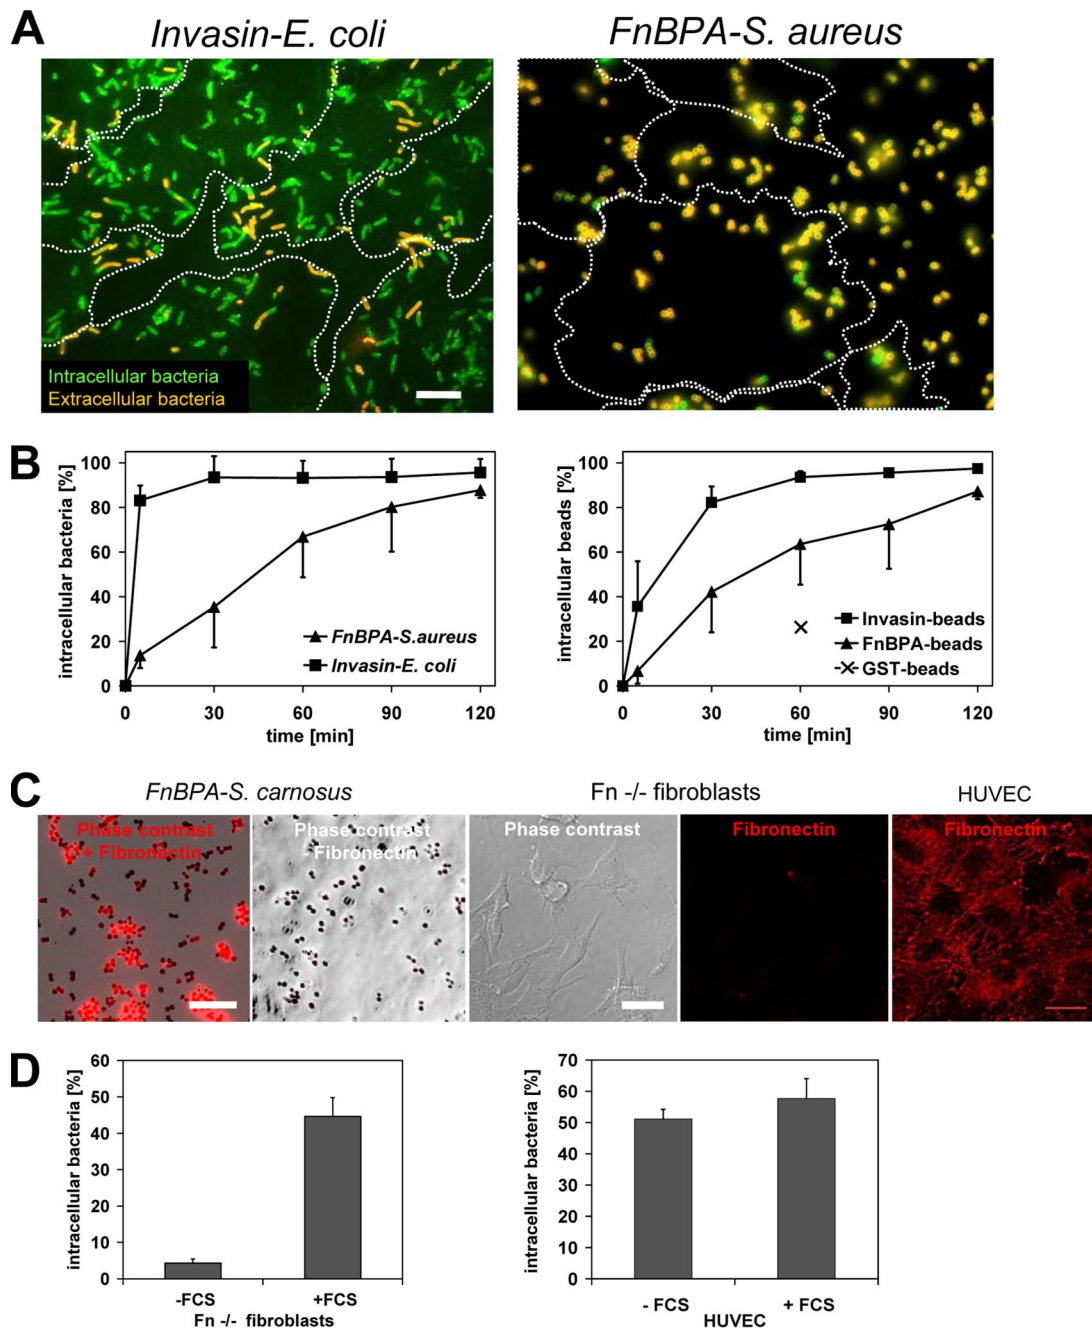 A
Invasin-E. coli
FnBPA-S. aureus
Intracellular bacteria
Extracellular bacteria
B
intracellular bacteria [%]
100
80
60
40
20
0
FnBPA-S.aureus
Invasin-E. coli
0 30 60 90 120
time [min]
intracellular beads [%]
100
80
60
40
20
0
Invasin-beads
FnBPA-beads
GST-beads
0 30 60 90 120
time [min]
C
FnBPA-S. carnosus
Fn -/- fibroblasts
HUVEC
Phase contrast
+ Fibronectin
Phase contrast
- Fibronectin
Phase contrast
Fibronectin
Fibronectin
D
intracellular bacteria [%]
60
50
40
30
20
10
0
-FCS +FCS
Fn -/- fibroblasts
intracellular bacteria [%]
70
60
50
40
30
20
10
0
- FCS + FCS
HUVEC